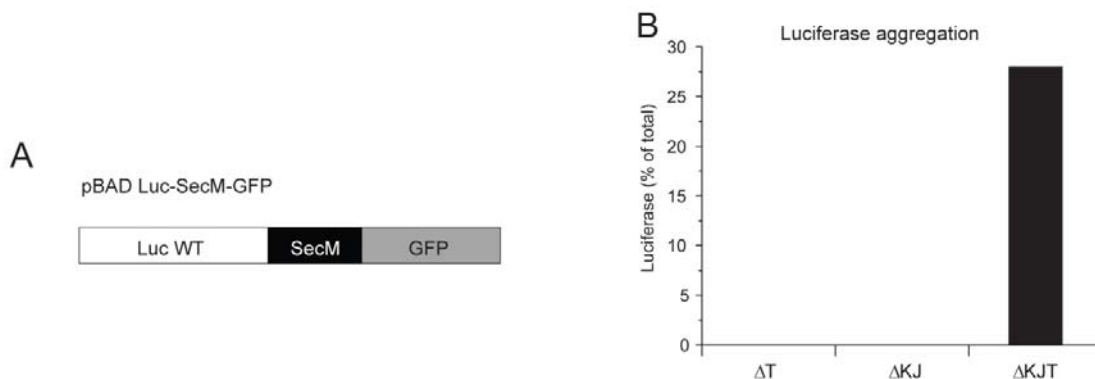 A
pBAD Luc-SecM-GFP
Luc WT SecM GFP
B
Luciferase aggregation
Luciferase (% of total)
30
25
20
15
10
5
0
ΔT ΔKJ ΔKJT